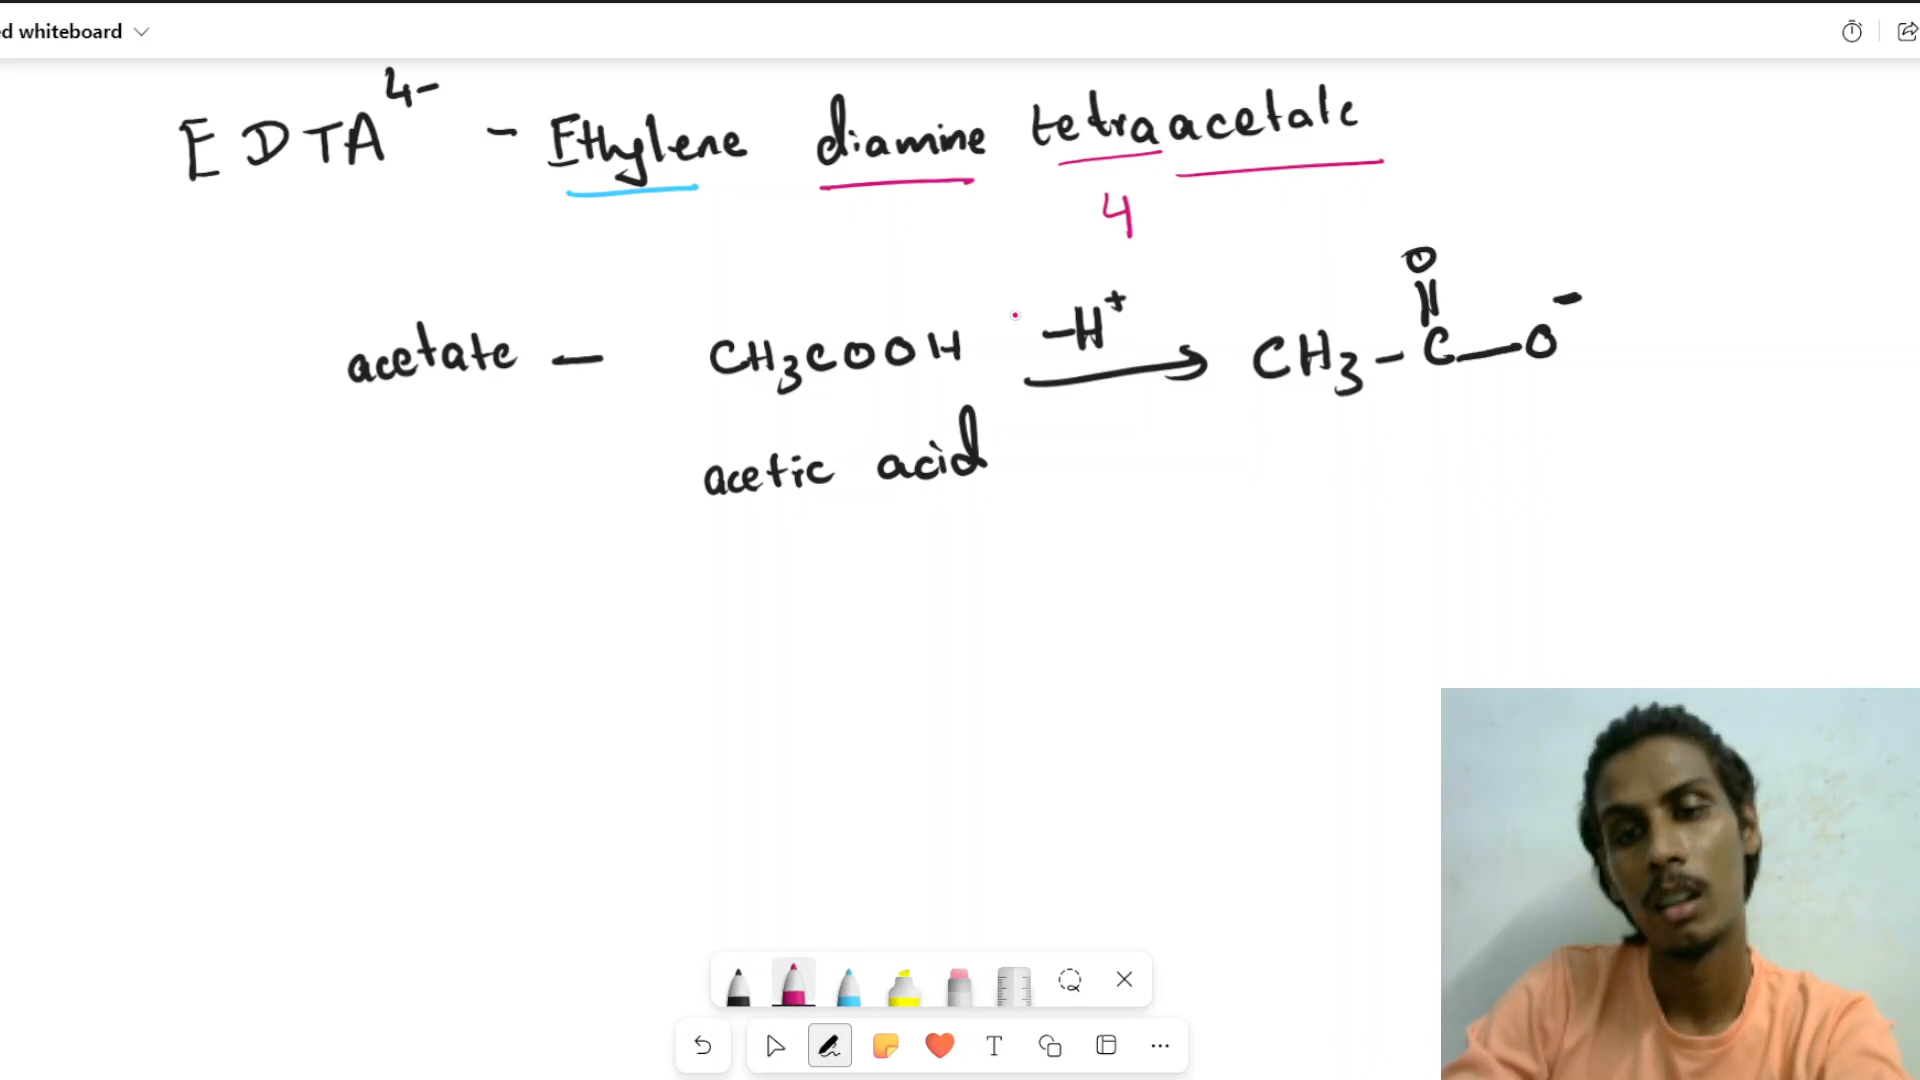 d whiteboard
EDTA⁴⁻ - Ethylene diamine tetraacetate
4
acetate — CH₃COOH -H⁺ → CH₃-C-O⁻
O
acetic acid
T